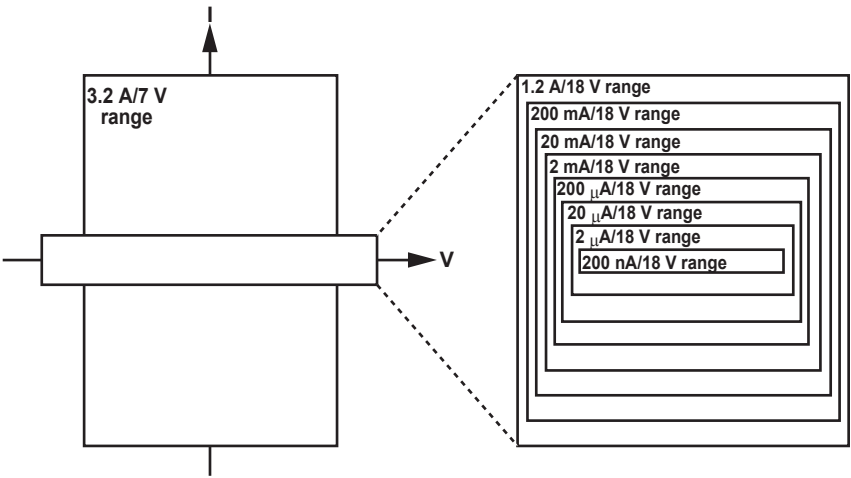 I
3.2 A/7 V
range
V
1.2 A/18 V range
200 mA/18 V range
20 mA/18 V range
2 mA/18 V range
200 μA/18 V range
20 μA/18 V range
2 μA/18 V range
200 nA/18 V range